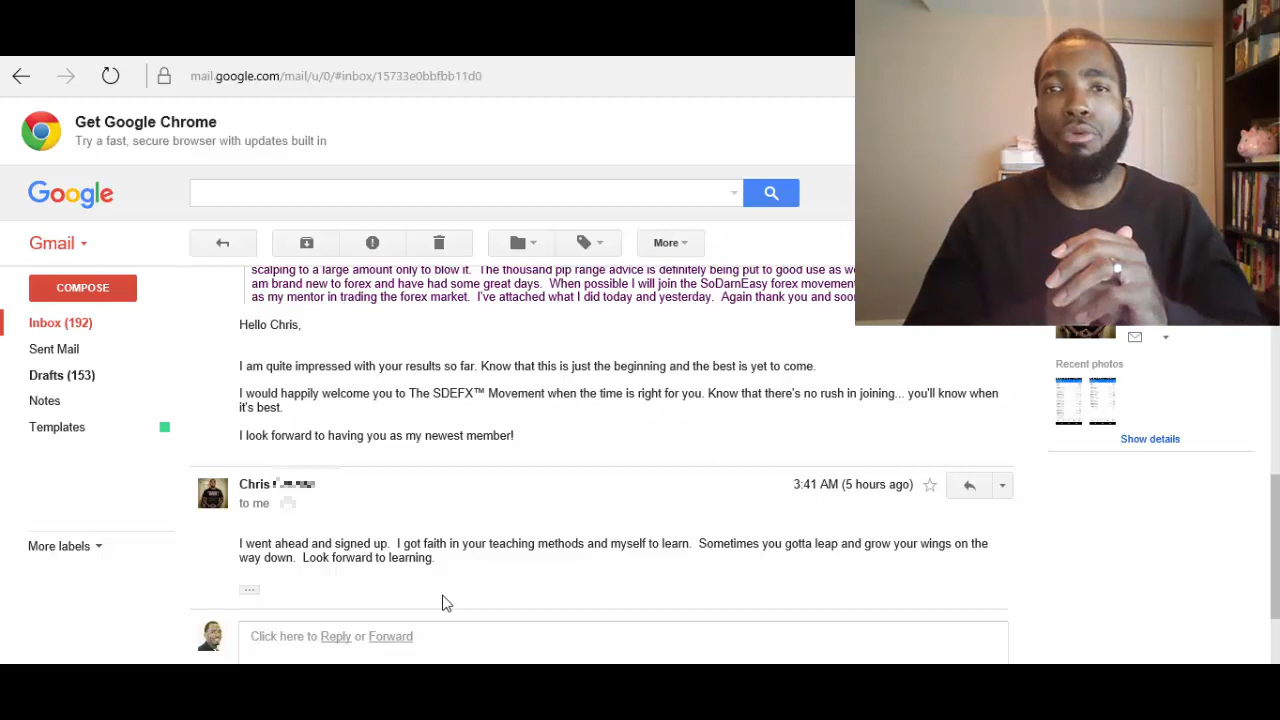 mail.google.com/mail/u/0/#inbox/15733e0bbfbb11d0
Get Google Chrome
Try a fast, secure browser with updates built in
Google
Gmail
More
COMPOSE
Inbox (192)
Sent Mail
Drafts (153)
Notes
Templates
More labels
scalping to a large amount only to blow it. The thousand pip range advice is definitely being put to good use as
am brand new to forex and have had some great days. When possible I will join the SoDarnEasy forex movement
as my mentor in trading the forex market. I've attached what I did today and yesterday. Again thank you and
Hello Chris,
I am quite impressed with your results so far. Know that this is just the beginning and the best is yet to come.
I would happily welcome you to The SDEFX™ Movement when the time is right for you. Know that there's no rush in joining... you'll know when
it's best.
I look forward to having you as my newest member!
Chris
3:41 AM (5 hours ago)
to me
I went ahead and signed up. I got faith in your teaching methods and myself to learn. Sometimes you gotta leap and grow your wings on the
way down. Look forward to learning.
...
Click here to Reply or Forward
Recent photos
Show details